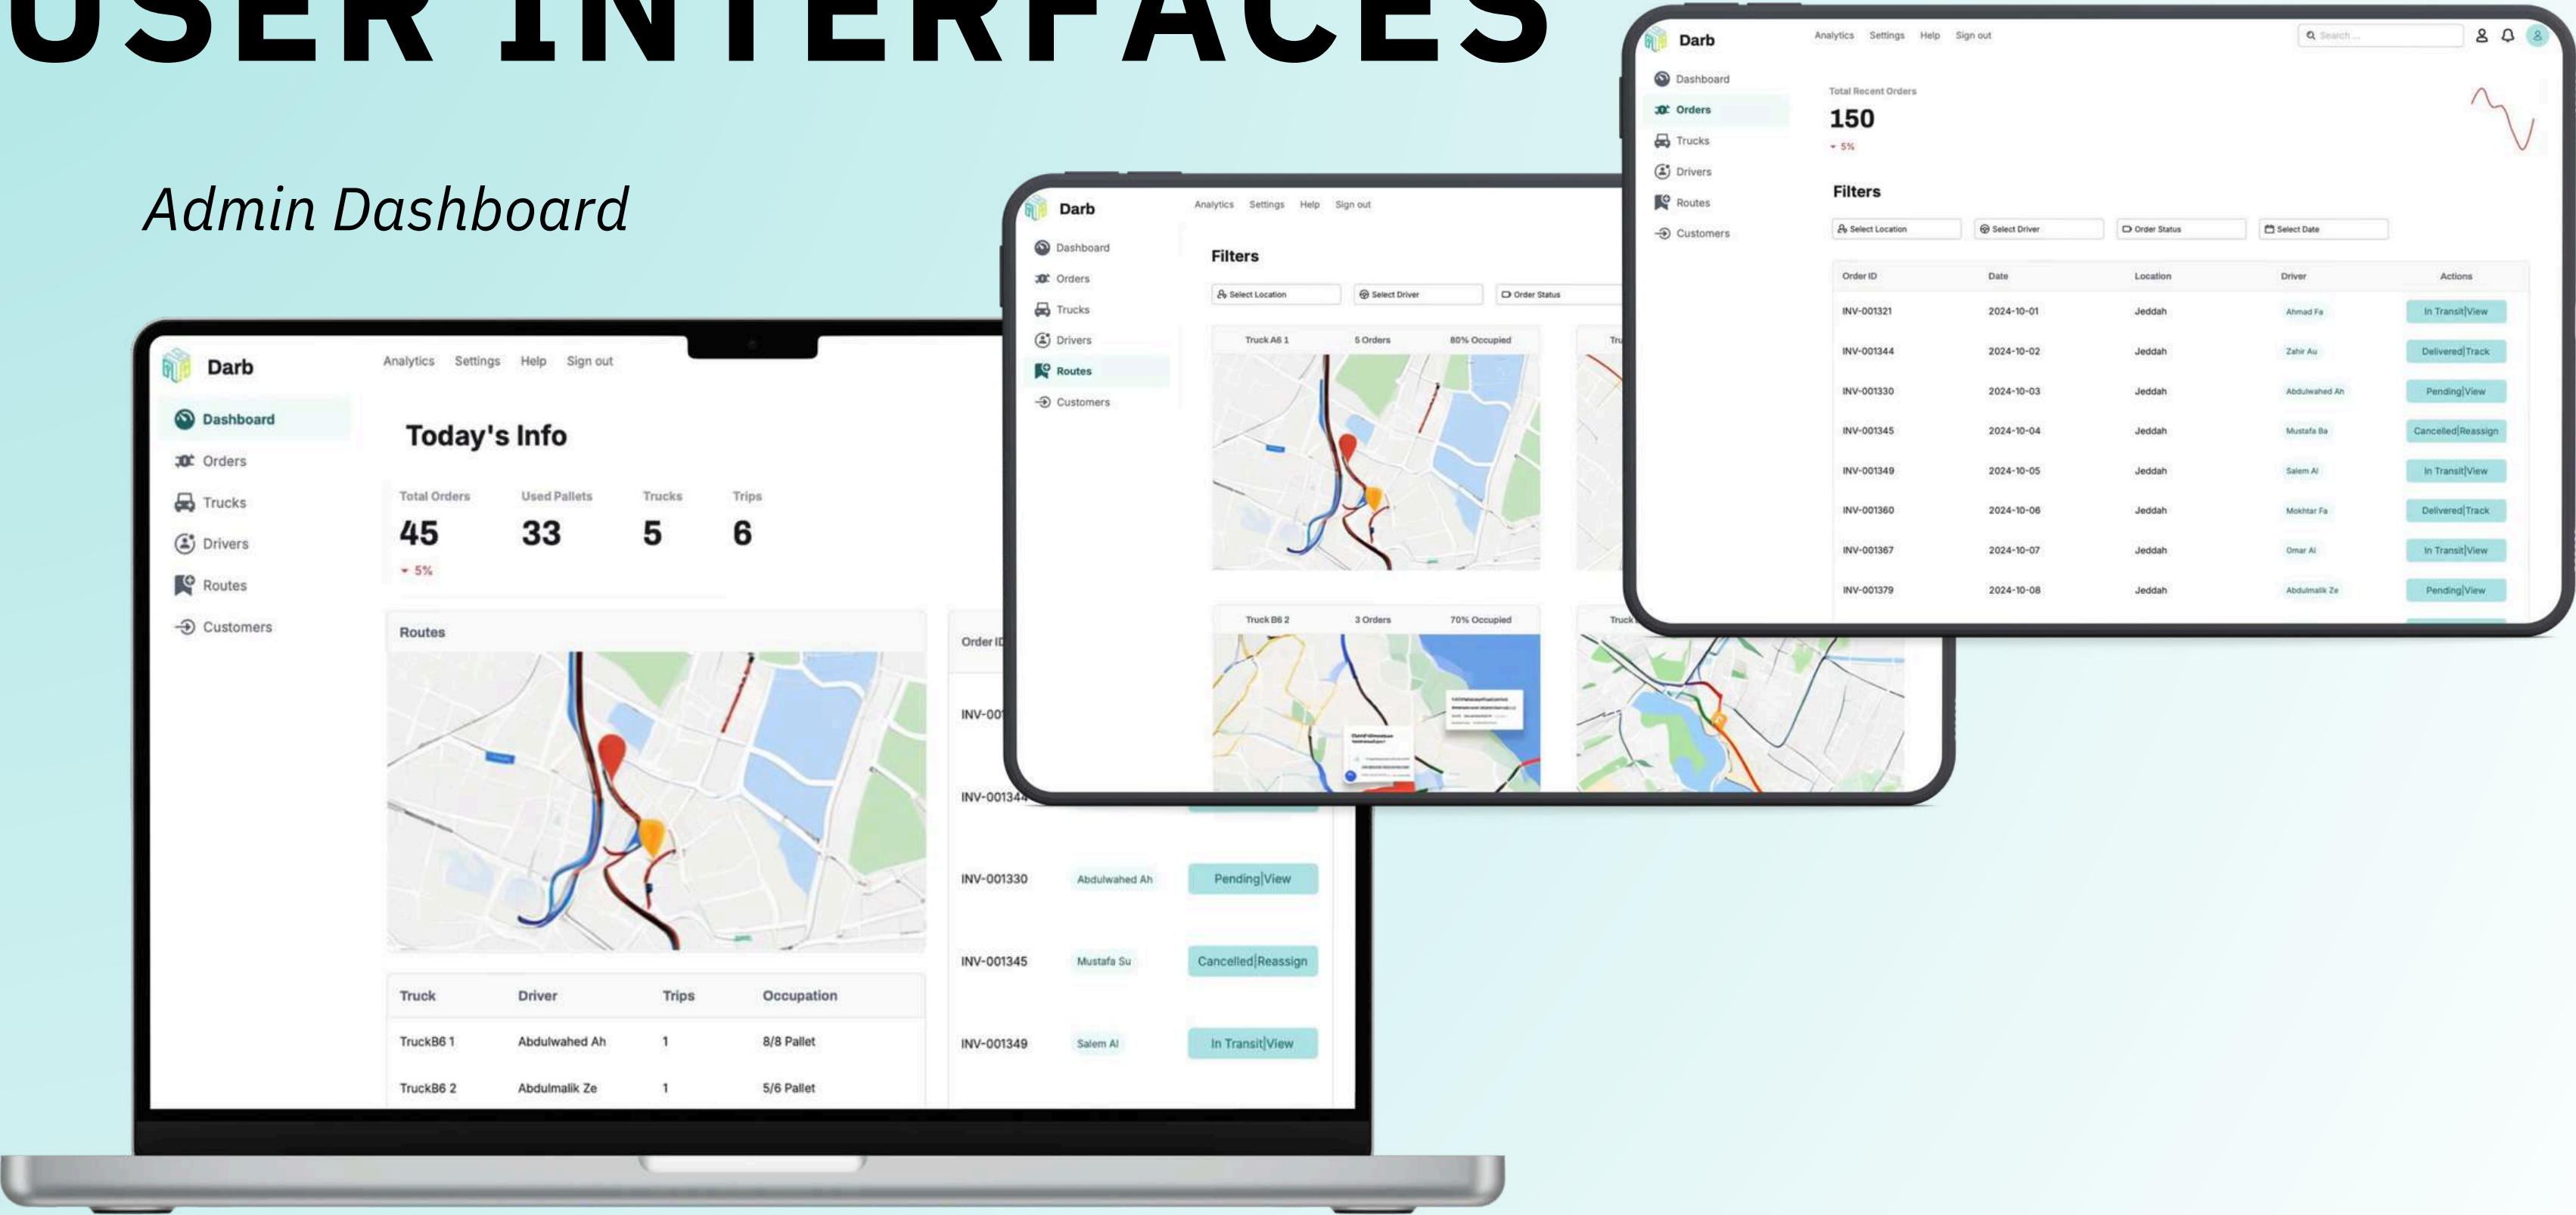 USER INTERFACES
Admin Dashboard
Darb
Analytics Settings Help Sign out
Dashboard
Orders
Trucks
Drivers
Routes
Customers
Today's Info
Total Orders Used Pallets Trucks Trips
45 33 5 6
5%
Routes
Truck Driver Trips Occupation
TruckB6 1 Abdulwahed Ah 1 8/8 Pallet
TruckB6 2 Abdulmalik Ze 1 5/6 Pallet
Order ID
INV-00
INV-001344
INV-001330 Abdulwahed Ah Pending|View
INV-001345 Mustafa Su Cancelled|Reassign
INV-001349 Salem Al In Transit|View
Darb
Analytics Settings Help Sign out
Dashboard
Orders
Trucks
Drivers
Routes
Customers
Filters
Select Location Select Driver Order Status
Truck A6 1 5 Orders 80% Occupied
Truck B6 2 3 Orders 70% Occupied
Truck
Darb
Analytics Settings Help Sign out
Search ...
Dashboard
Orders
Trucks
Drivers
Routes
Customers
Total Recent Orders
150
5%
Filters
Select Location Select Driver Order Status Select Date
Order ID Date Location Driver Actions
INV-001321 2024-10-01 Jeddah Ahmad Fa In Transit|View
INV-001344 2024-10-02 Jeddah Zahir Au Delivered|Track
INV-001330 2024-10-03 Jeddah Abdulwahed Ah Pending|View
INV-001345 2024-10-04 Jeddah Mustafa Ba Cancelled|Reassign
INV-001349 2024-10-05 Jeddah Salem Al In Transit|View
INV-001360 2024-10-06 Jeddah Mokhtar Fa Delivered|Track
INV-001367 2024-10-07 Jeddah Omar Al In Transit|View
INV-001379 2024-10-08 Jeddah Abdulmalik Ze Pending|View